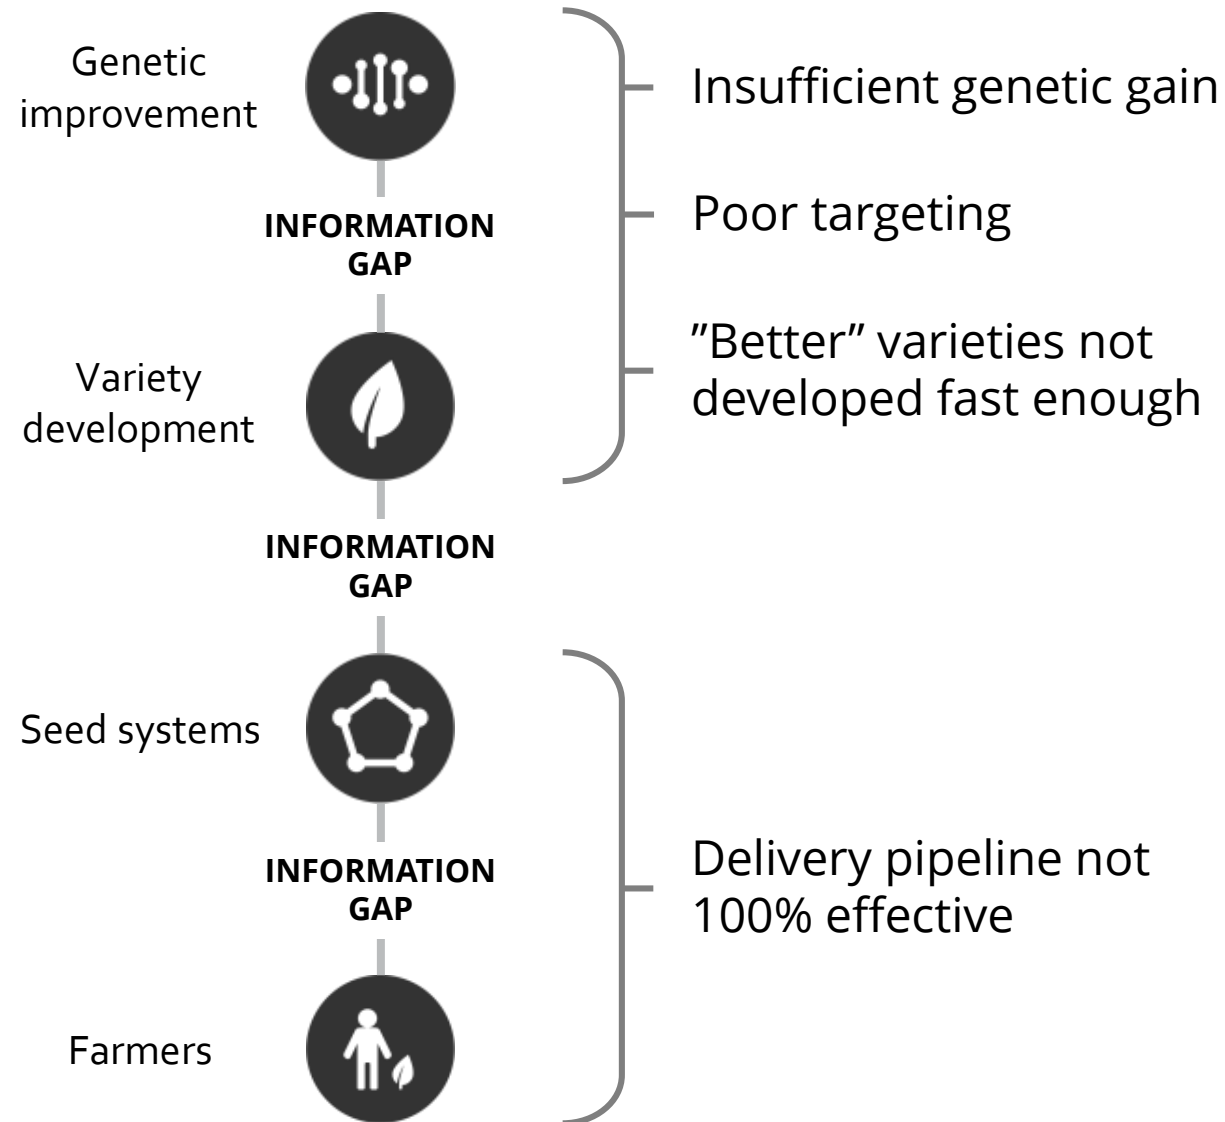 Genetic
improvement
INFORMATION
GAP
Variety
development
INFORMATION
GAP
Seed systems
INFORMATION
GAP
Farmers
Insufficient genetic gain
Poor targeting
”Better” varieties not
developed fast enough
Delivery pipeline not
100% effective